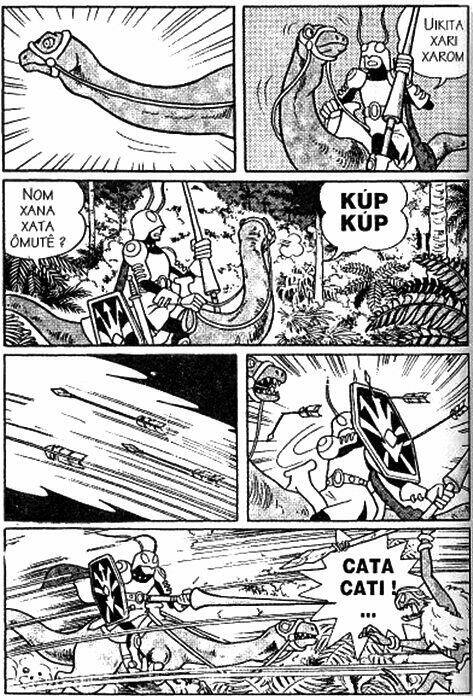 UIKITA
XARI
XAROM
NOM
XANA
XATA
ÔMUTÊ ?
KÚP
KÚP
CATA
CATI !
...